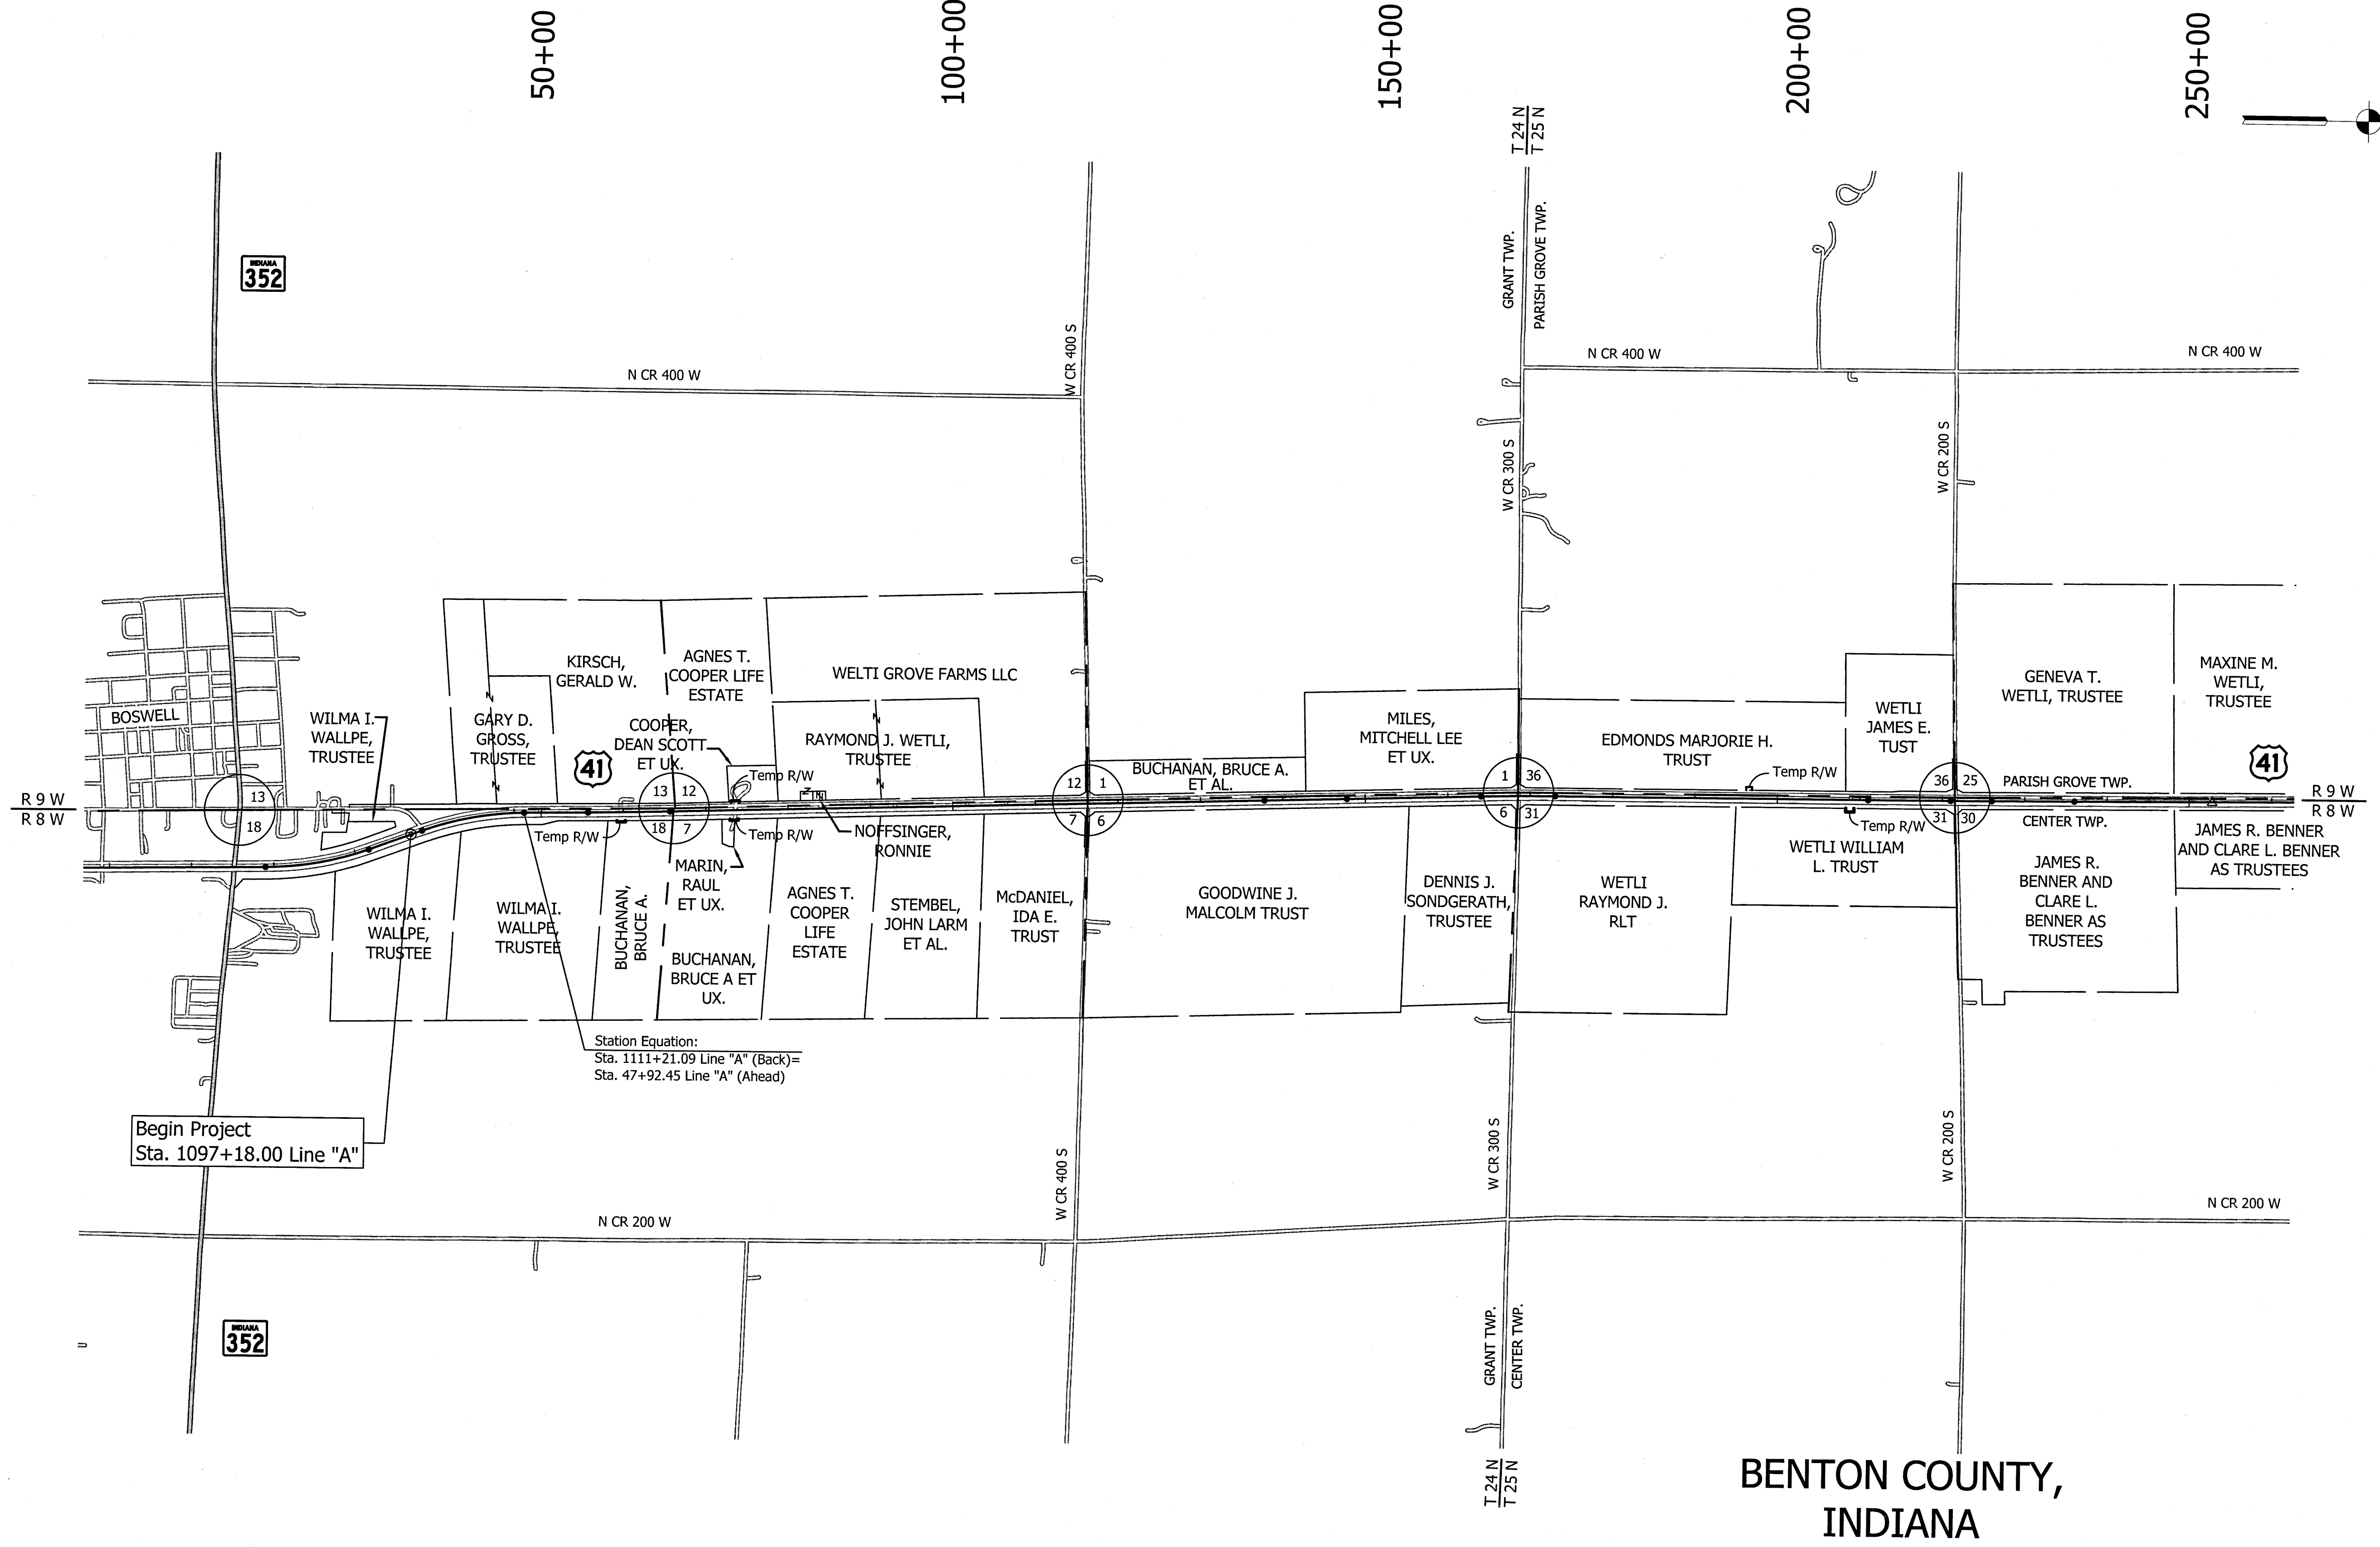 50+00
100+00
150+00
200+00
250+00
T 24 N
T 25 N
GRANT TWP.
PARISH GROVE TWP.
INDIANA
352
W CR 400 S
N CR 400 W
N CR 400 W
N CR 400 W
W CR 300 S
W CR 200 S
BOSWELL
WILMA I.
WALLPE,
TRUSTEE
GARY D.
GROSS,
TRUSTEE
KIRSCH,
GERALD W.
41
COOPER,
DEAN SCOTT
ET UX.
AGNES T.
COOPER LIFE
ESTATE
WELTI GROVE FARMS LLC
RAYMOND J. WETLI,
TRUSTEE
Temp R/W
BUCHANAN, BRUCE A.
ET AL.
MILES,
MITCHELL LEE
ET UX.
EDMONDS MARJORIE H.
TRUST
Temp R/W
WETLI
JAMES E.
TUST
GENEVA T.
WETLI, TRUSTEE
MAXINE M.
WETLI,
TRUSTEE
41
PARISH GROVE TWP.
R 9 W
R 8 W
13
18
13 12
18 7
12 1
7 6
1 36
6 31
36 25
31 30
R 9 W
R 8 W
CENTER TWP.
Temp R/W
Temp R/W
NOFFSINGER,
RONNIE
Temp R/W
WILMA I.
WALLPE,
TRUSTEE
WILMA I.
WALLPE,
TRUSTEE
BUCHANAN,
BRUCE A.
MARIN,
RAUL
ET UX.
BUCHANAN,
BRUCE A ET
UX.
AGNES T.
COOPER
LIFE
ESTATE
STEMBEL,
JOHN LARM
ET AL.
McDANIEL,
IDA E.
TRUST
GOODWINE J.
MALCOLM TRUST
DENNIS J.
SONDGERATH,
TRUSTEE
WETLI
RAYMOND J.
RLT
WETLI WILLIAM
L. TRUST
JAMES R.
BENNER AND
CLARE L.
BENNER AS
TRUSTEES
JAMES R. BENNER
AND CLARE L. BENNER
AS TRUSTEES
Station Equation:
Sta. 1111+21.09 Line "A" (Back)=
Sta. 47+92.45 Line "A" (Ahead)
Begin Project
Sta. 1097+18.00 Line "A"
W CR 400 S
W CR 300 S
W CR 200 S
N CR 200 W
N CR 200 W
INDIANA
352
GRANT TWP.
CENTER TWP.
T 24 N
T 25 N
BENTON COUNTY,
INDIANA